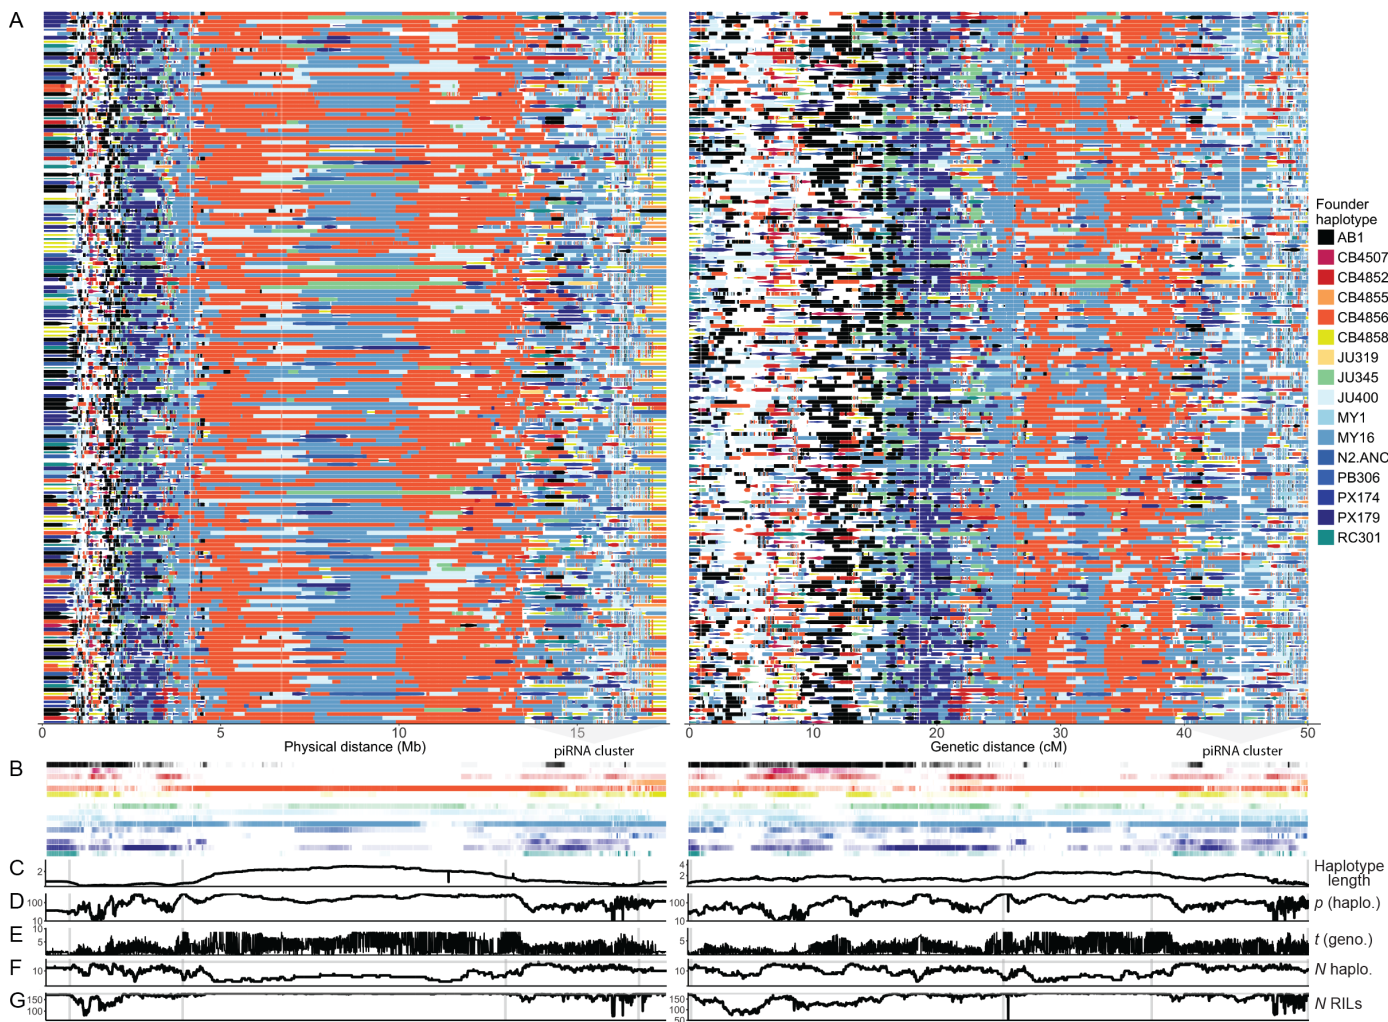 A
Founder
haplotype
AB1
CB4507
CB4852
CB4855
CB4856
CB4858
JU319
JU345
JU400
MY1
MY16
N2.ANC
PB306
PX174
PX179
RC301
0 5 10 15
Physical distance (Mb)
piRNA cluster
0 10 20 30 40 50
Genetic distance (cM)
piRNA cluster
B
C
2
4
2
Haplotype
length
D
100
10
100
10
p (haplo.)
E
10
5
5
t (geno.)
F
10
10
N haplo.
G
150
100
150
100
50
N RILs